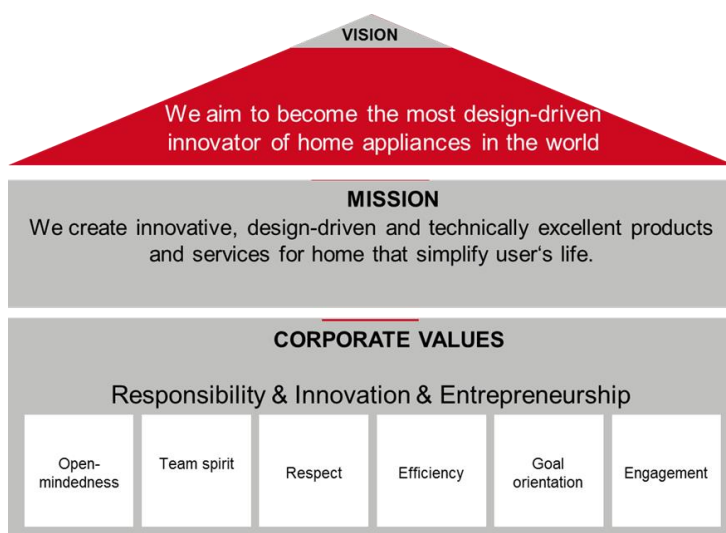 VISION
We aim to become the most design-driven
innovator of home appliances in the world
MISSION
We create innovative, design-driven and technically excellent products
and services for home that simplify user‘s life.
CORPORATE VALUES
Responsibility & Innovation & Entrepreneurship
Open-
mindedness
Team spirit
Respect
Efficiency
Goal
orientation
Engagement